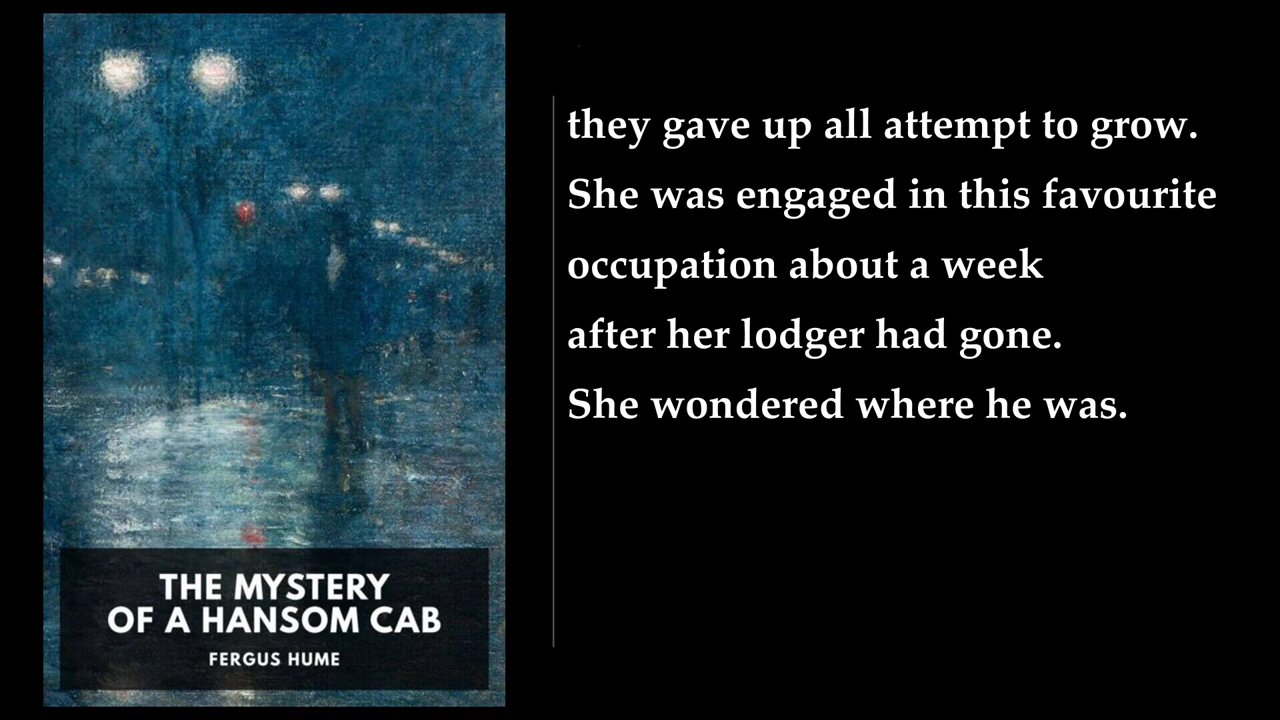 THE MYSTERY
OF A HANSOM CAB
FERGUS HUME
they gave up all attempt to grow.
She was engaged in this favourite
occupation about a week
after her lodger had gone.
She wondered where he was.